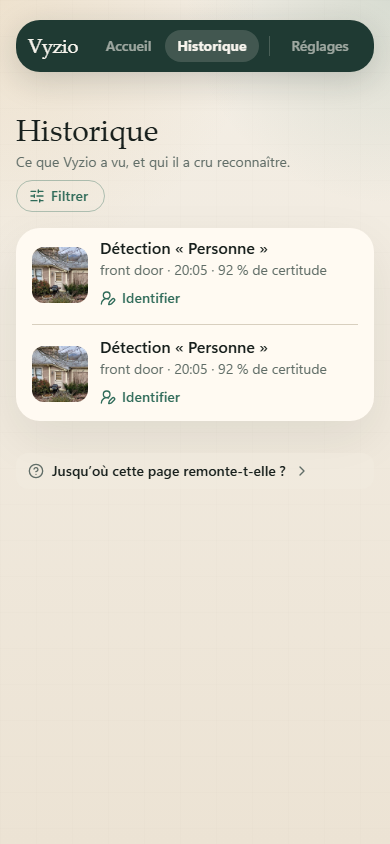 Vyzio Accueil Historique Réglages
Historique
Ce que Vyzio a vu, et qui il a cru reconnaître.
Filtrer
Détection « Personne »
front door · 20:05 · 92 % de certitude
Identifier
Détection « Personne »
front door · 20:05 · 92 % de certitude
Identifier
Jusqu’où cette page remonte-t-elle ?